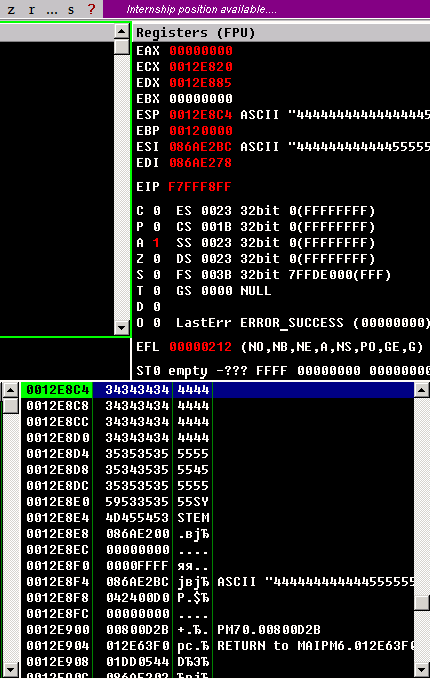 z r ... s ? Internship position available....
Registers (FPU)
EAX 00000000
ECX 0012E820
EDX 0012E885
EBX 00000000
ESP 0012E8C4 ASCII "44444444444444445
EBP 00120000
ESI 086AE2BC ASCII "44444444444455555
EDI 086AE278
EIP F7FFF8FF
C 0 ES 0023 32bit 0(FFFFFFFF)
P 0 CS 001B 32bit 0(FFFFFFFF)
A 1 SS 0023 32bit 0(FFFFFFFF)
Z 0 DS 0023 32bit 0(FFFFFFFF)
S 0 FS 003B 32bit 7FFDE000(FFF)
T 0 GS 0000 NULL
D 0
O 0 LastErr ERROR_SUCCESS (00000000)
EFL 00000212 (NO,NB,NE,A,NS,PO,GE,G)
ST0 empty -??? FFFF 00000000 00000000
0012E8C4 34343434 4444
0012E8C8 34343434 4444
0012E8CC 34343434 4444
0012E8D0 34343434 4444
0012E8D4 35353535 5555
0012E8D8 35343535 5545
0012E8DC 35353535 5555
0012E8E0 59533535 55SY
0012E8E4 4D455453 STEM
0012E8E8 086AE200 .вјЂ
0012E8EC 00000000 ....
0012E8F0 0000FFFF яя..
0012E8F4 086AE2BC јвјЂ ASCII "444444444444555555
0012E8F8 042400D0 Р.$Ђ
0012E8FC 00000000 ....
0012E900 00800D2B +.Ђ. PM70.00800D2B
0012E904 012E63F0 рс.Ђ RETURN to MAIPM6.012E63F0
0012E908 01DD0544 DЂЭЂ